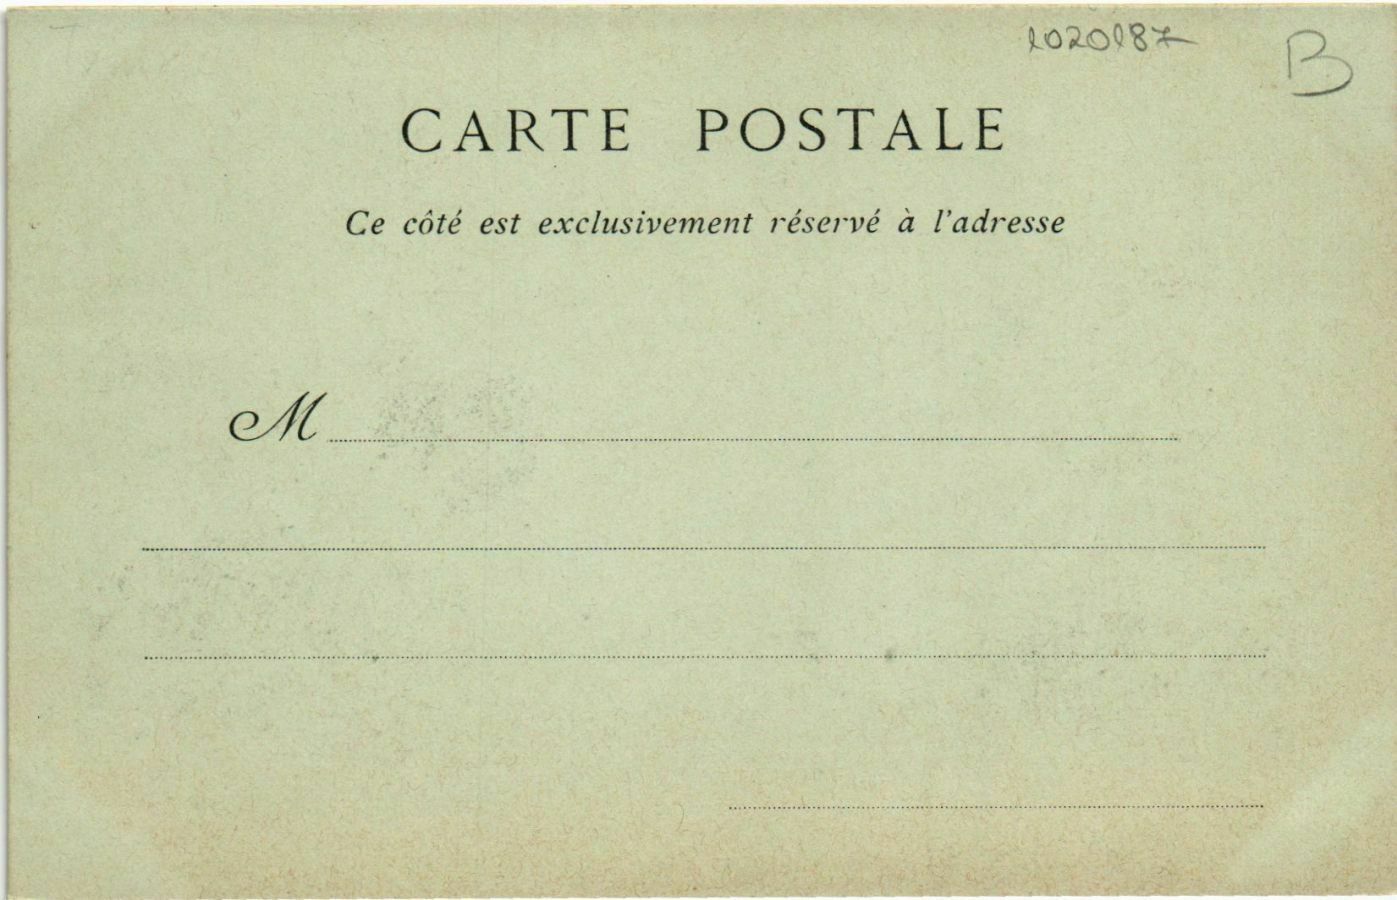 1020187
B
CARTE POSTALE
Ce côté est exclusivement réservé à l'adresse
M